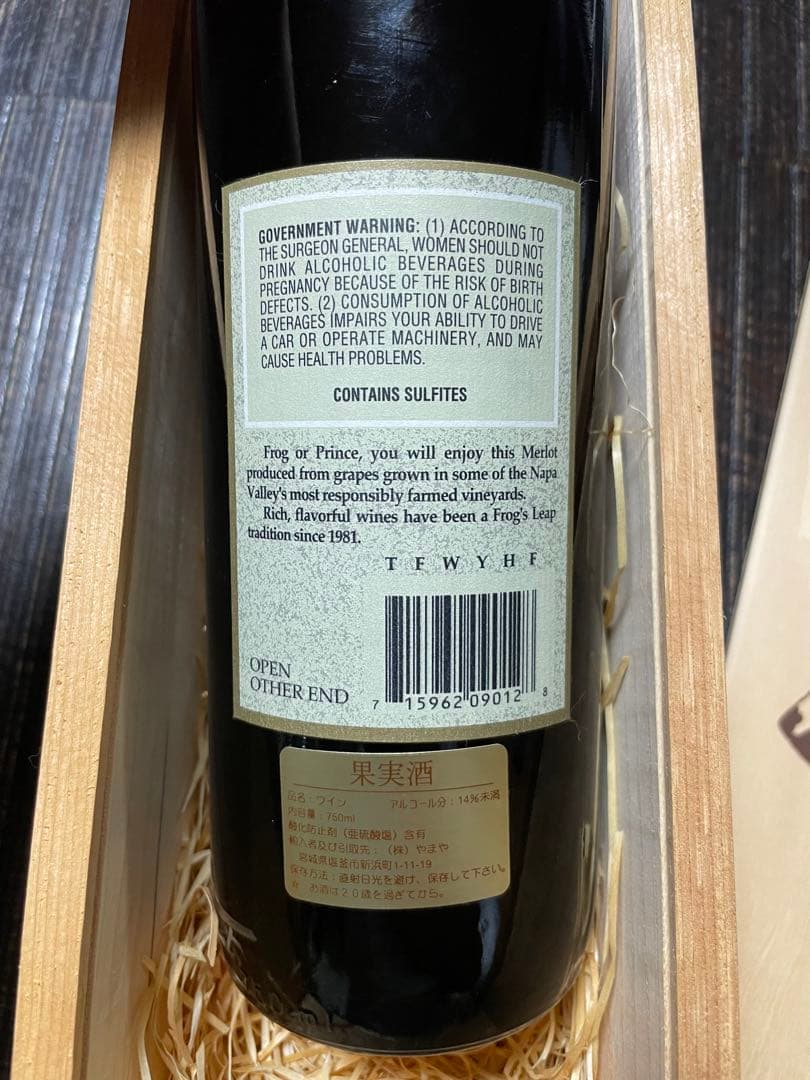 GOVERNMENT WARNING: (1) ACCORDING TO
THE SURGEON GENERAL, WOMEN SHOULD NOT
DRINK ALCOHOLIC BEVERAGES DURING
PREGNANCY BECAUSE OF THE RISK OF BIRTH
DEFECTS. (2) CONSUMPTION OF ALCOHOLIC
BEVERAGES IMPAIRS YOUR ABILITY TO DRIVE
A CAR OR OPERATE MACHINERY, AND MAY
CAUSE HEALTH PROBLEMS.
CONTAINS SULFITES
Frog or Prince, you will enjoy this Merlot
produced from grapes grown in some of the Napa
Valley's most responsibly farmed vineyards.
Rich, flavorful wines have been a Frog's Leap
tradition since 1981.
T F W Y H F
OPEN
OTHER END
7 15962 09012 8
果実酒
品名：ワイン アルコール分：14％未満
内容量：750ml
酸化防止剤（亜硫酸塩）含有
輸入者及び引取先：（株）やまや
宮城県塩釜市新浜町1-11-19
保存方法：直射日光を避け、保存して下さい。
お酒は２０歳を過ぎてから。